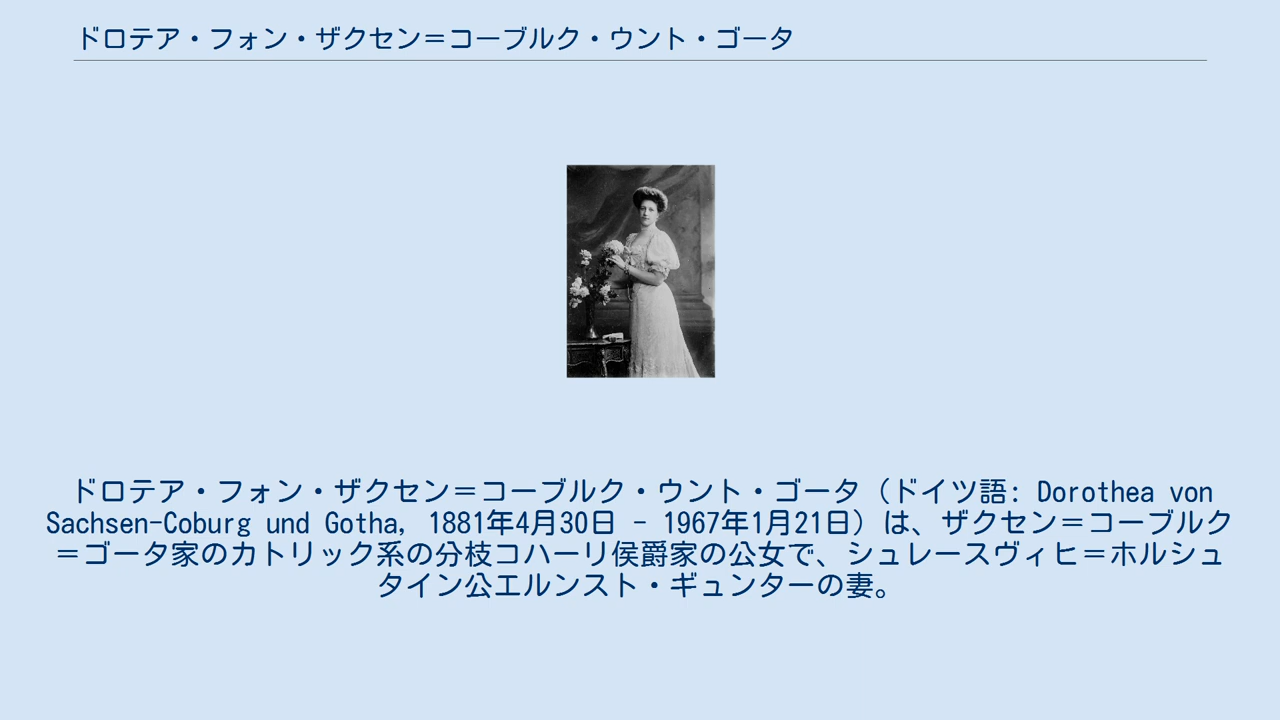 ドロテア・フォン・ザクセン＝コーブルク・ウント・ゴータ
ドロテア・フォン・ザクセン＝コーブルク・ウント・ゴータ（ドイツ語: Dorothea von
Sachsen-Coburg und Gotha, 1881年4月30日 - 1967年1月21日）は、ザクセン＝コーブルク
＝ゴータ家のカトリック系の分枝コハーリ侯爵家の公女で、シュレースヴィヒ＝ホルシュ
タイン公エルンスト・ギュンターの妻。